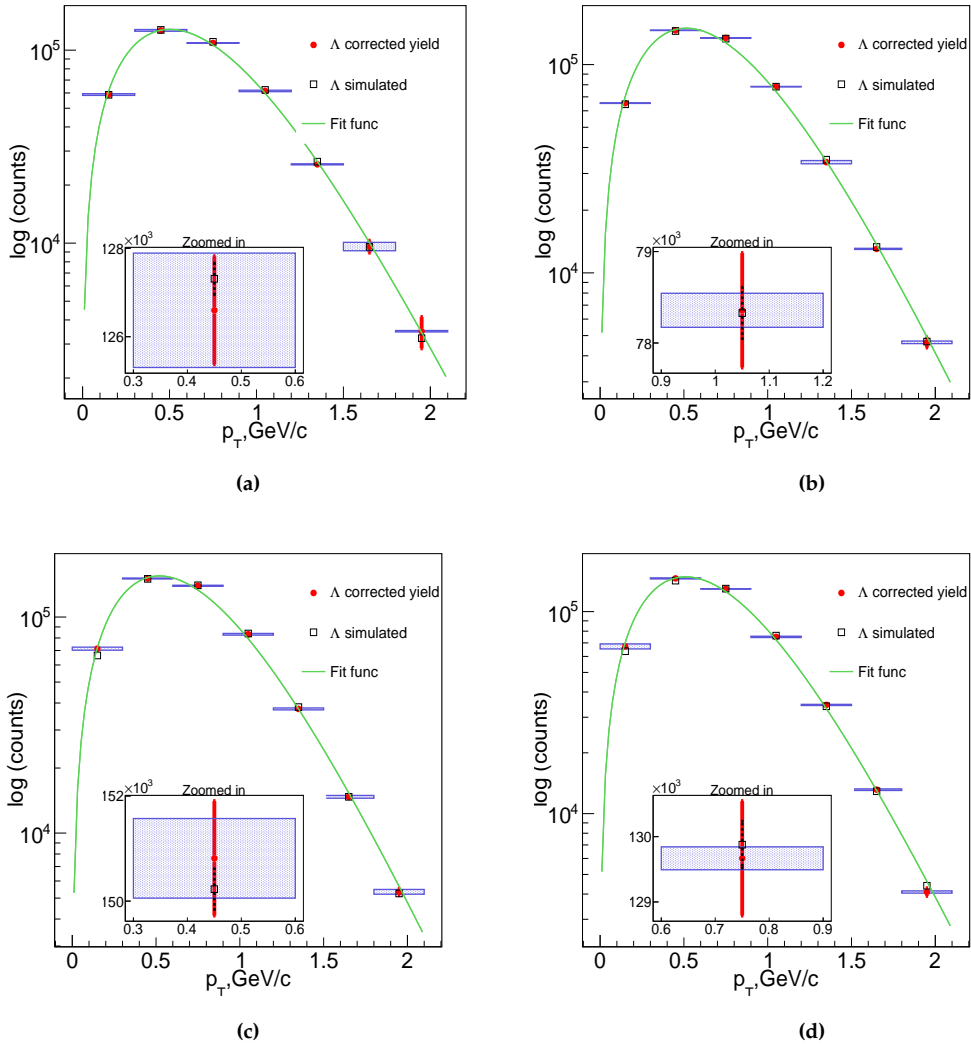 10⁵
10⁴
log (counts)
Λ corrected yield
Λ simulated
Fit func
×10³
Zoomed in
128
126
0.3 0.4 0.5 0.6
0 0.5 1 1.5 2
p_T,GeV/c
(a)
10⁵
10⁴
log (counts)
Λ corrected yield
Λ simulated
Fit func
×10³
Zoomed in
79
78
0.9 1 1.1 1.2
0 0.5 1 1.5 2
p_T,GeV/c
(b)
10⁵
10⁴
log (counts)
Λ corrected yield
Λ simulated
Fit func
×10³
Zoomed in
152
150
0.3 0.4 0.5 0.6
0 0.5 1 1.5 2
p_T,GeV/c
(c)
10⁵
10⁴
log (counts)
Λ corrected yield
Λ simulated
Fit func
×10³
Zoomed in
130
129
0.6 0.7 0.8 0.9
0 0.5 1 1.5 2
p_T,GeV/c
(d)